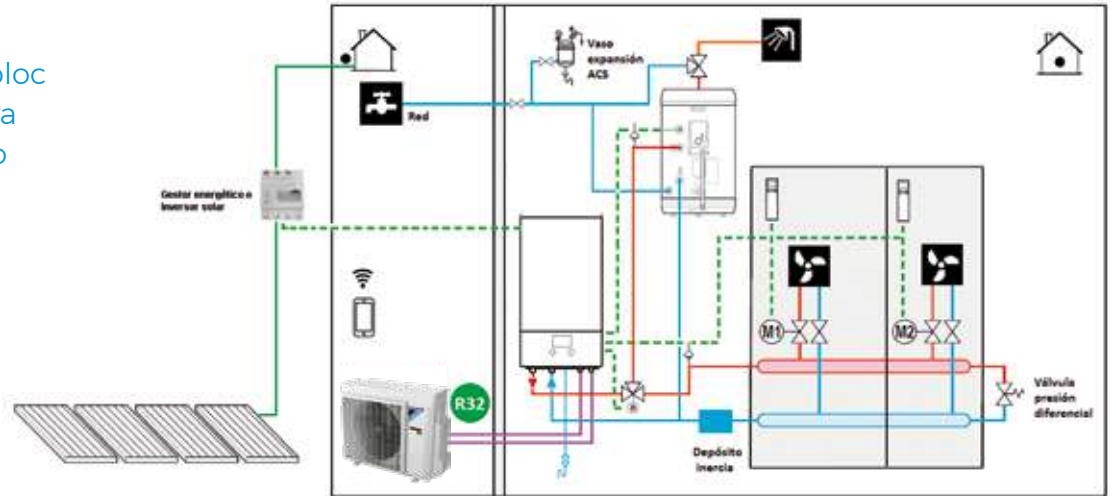 bloc
a
o
Vaso
expansión
ACS
Red
Gestor energético o
inversor solar
R32
M1
M2
Válvula
presión
diferencial
Depósito
inercia